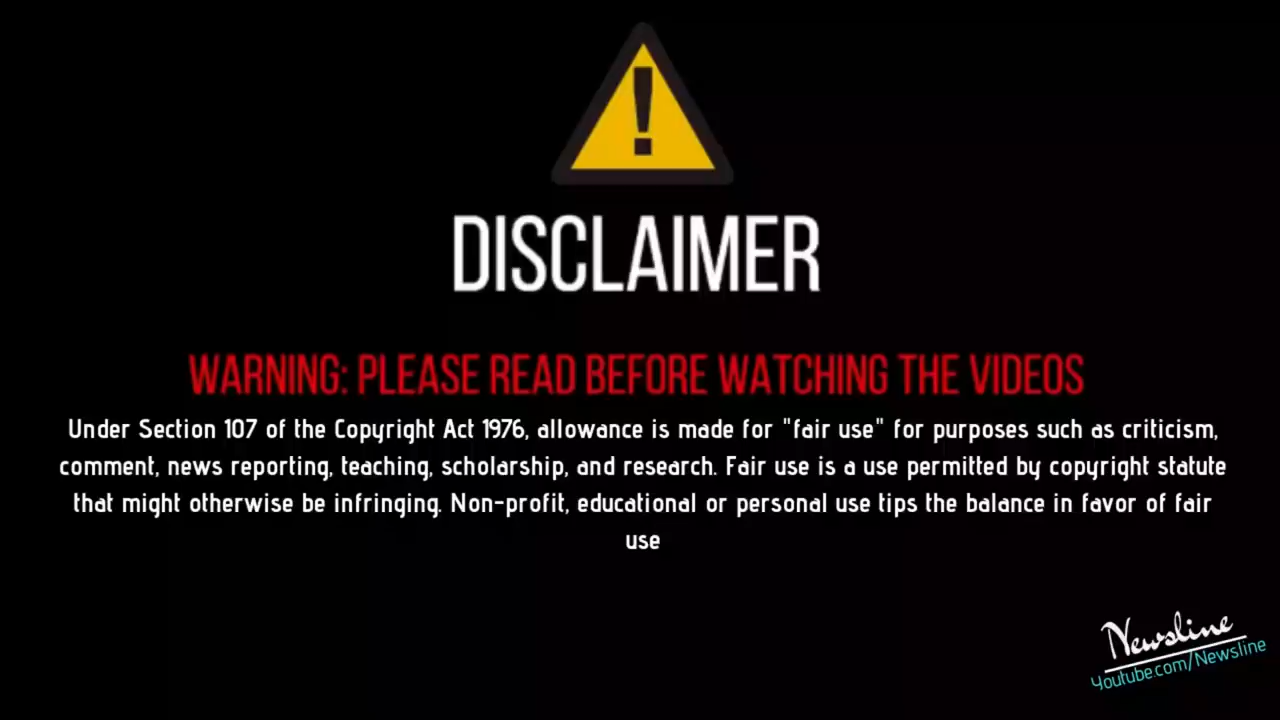 DISCLAIMER
WARNING: PLEASE READ BEFORE WATCHING THE VIDEOS
Under Section 107 of the Copyright Act 1976, allowance is made for "fair use" for purposes such as criticism,
comment, news reporting, teaching, scholarship, and research. Fair use is a use permitted by copyright statute
that might otherwise be infringing. Non-profit, educational or personal use tips the balance in favor of fair
use
Newsline
Youtube.com/Newsline